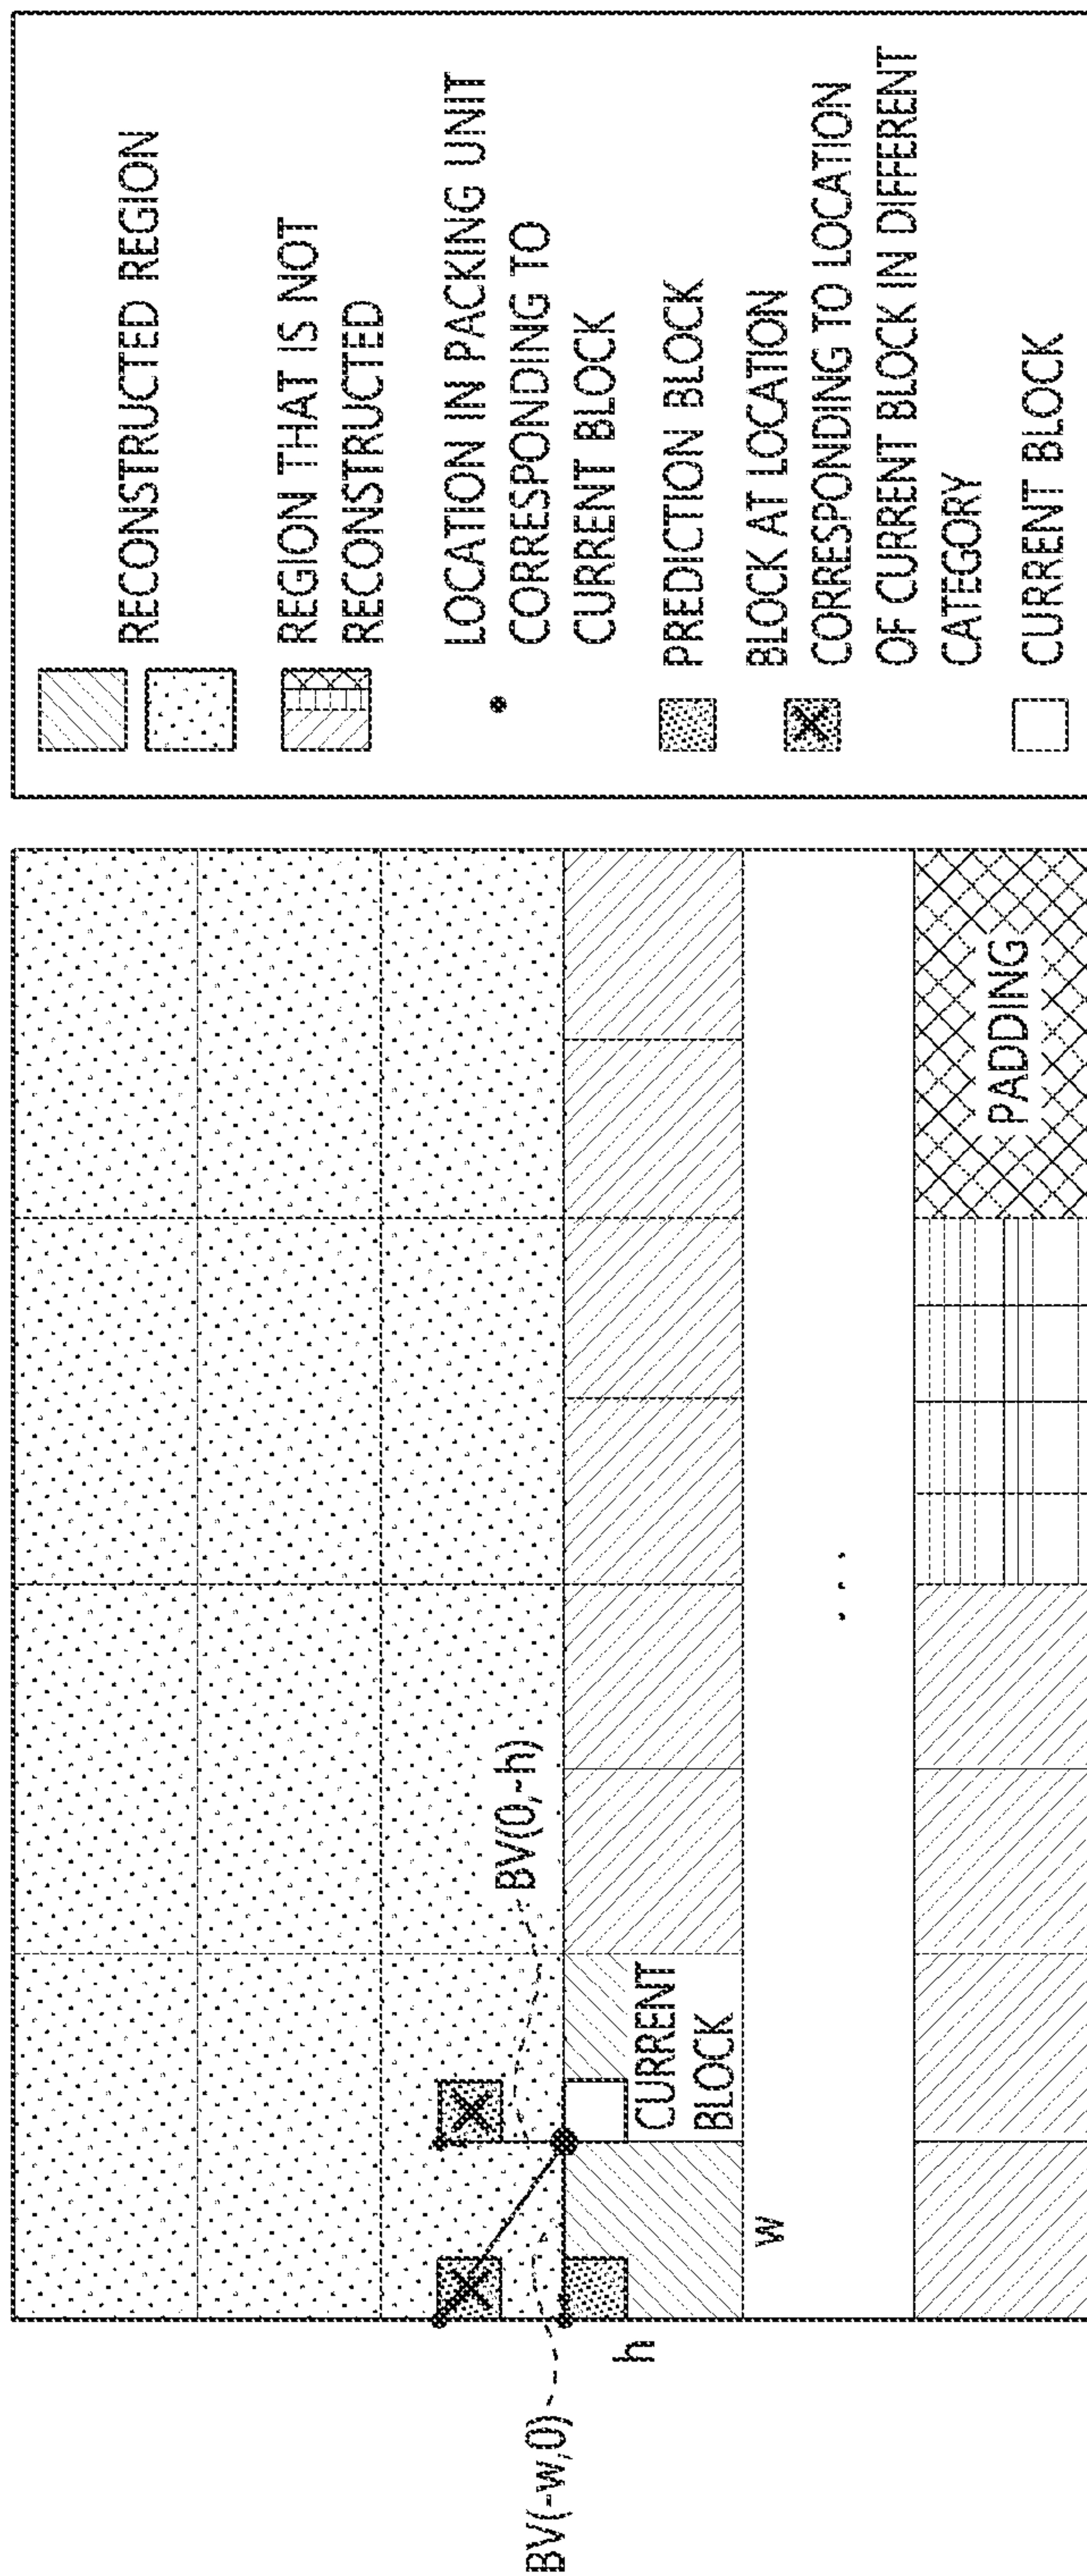 BV(-w,0)
BV(0,-h)
h
w
CURRENT
BLOCK
...
PADDING
RECONSTRUCTED REGION
REGION THAT IS NOT
RECONSTRUCTED
LOCATION IN PACKING UNIT
CORRESPONDING TO
CURRENT BLOCK
PREDICTION BLOCK
BLOCK AT LOCATION
CORRESPONDING TO LOCATION
OF CURRENT BLOCK IN DIFFERENT
CATEGORY
CURRENT BLOCK